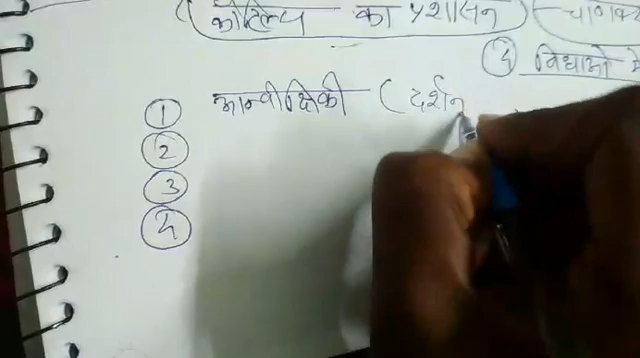 कौटिल्य का प्रशासन
④ विधाओ
① आन्वीक्षिकी ( दर्शन
②
③
④